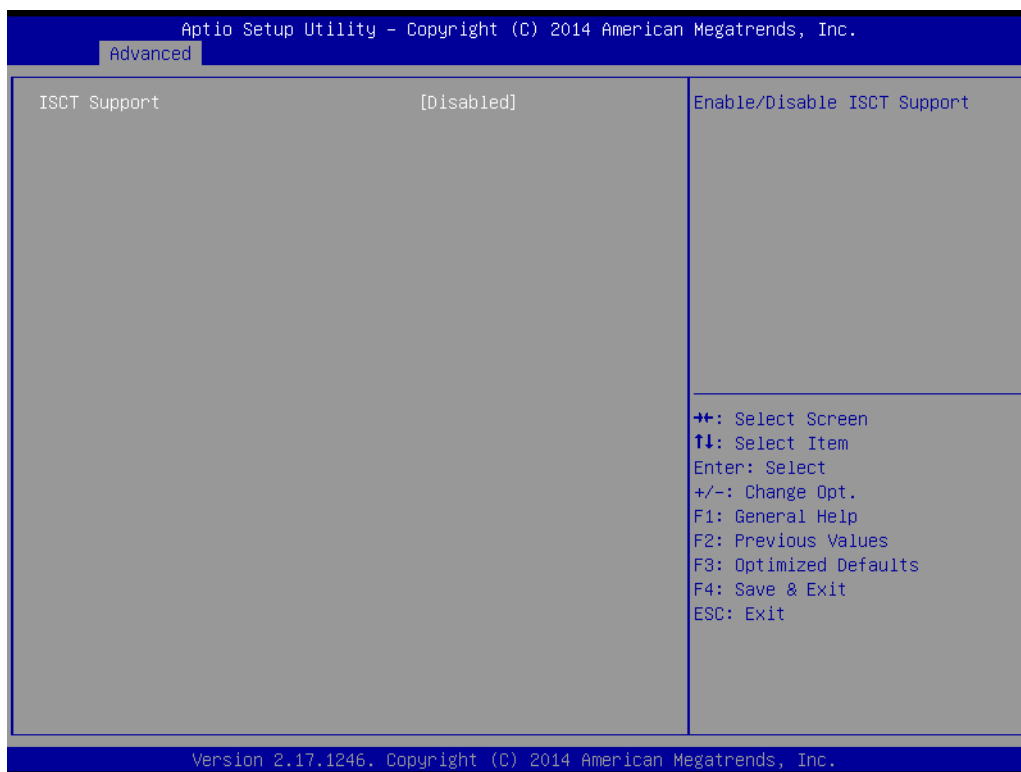 Aptio Setup Utility – Copyright (C) 2014 American Megatrends, Inc.
Advanced
ISCT Support [Disabled]
Enable/Disable ISCT Support
→←: Select Screen
↑↓: Select Item
Enter: Select
+/-: Change Opt.
F1: General Help
F2: Previous Values
F3: Optimized Defaults
F4: Save & Exit
ESC: Exit
Version 2.17.1246. Copyright (C) 2014 American Megatrends, Inc.